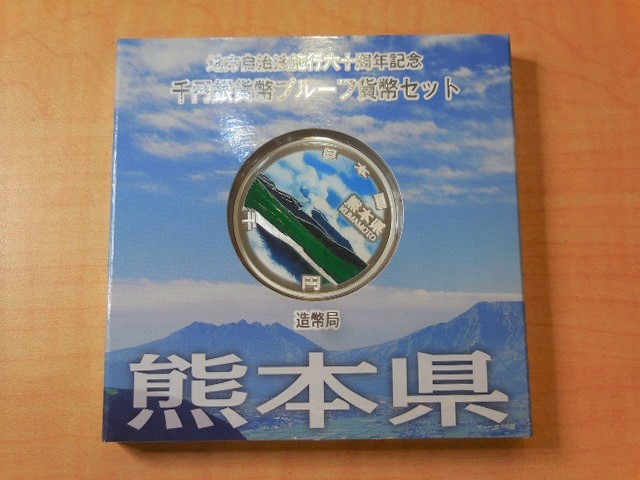 地方自治法施行六十周年記念
千円銀貨幣プルーフ貨幣セット
日本国
熊本県
KUMAMOTO
千円
造幣局
熊本県